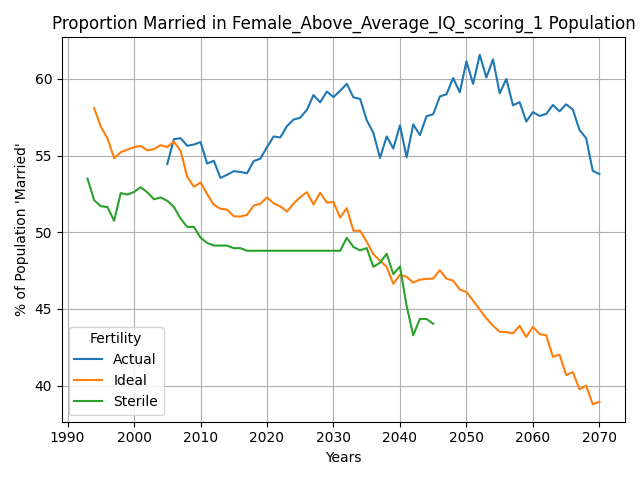 Proportion Married in Female_Above_Average_IQ_scoring_1 Population
% of Population 'Married'
60
55
50
45
40
Fertility
Actual
Ideal
Sterile
1990 2000 2010 2020 2030 2040 2050 2060 2070
Years